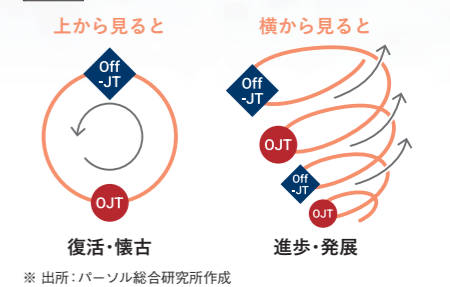 上から見ると
横から見ると
Off
-JT
OJT
Off
-JT
OJT
Off
-JT
OJT
復活・懐古
進歩・発展
※ 出所：パーソル総合研究所作成